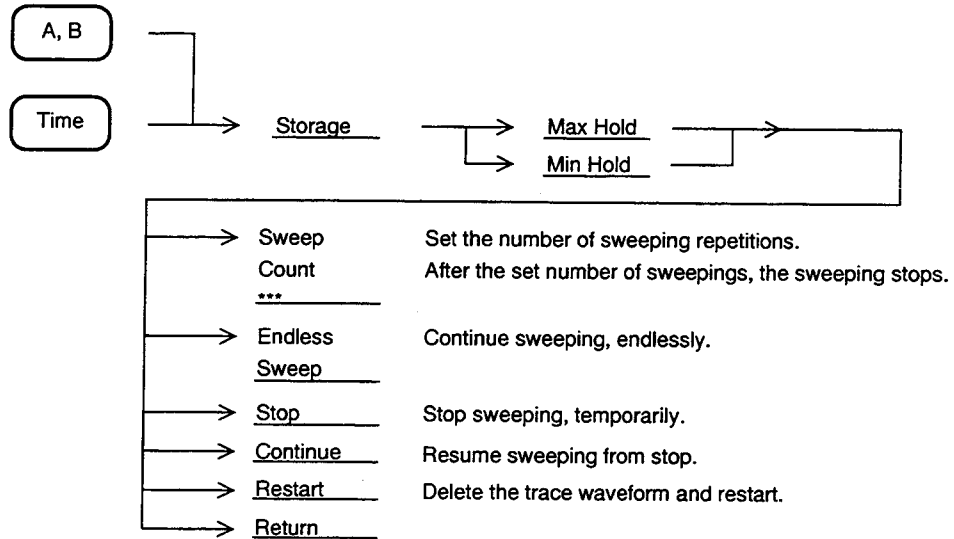 A, B
Time
Storage
Max Hold
Min Hold
Sweep Set the number of sweeping repetitions.
Count After the set number of sweepings, the sweeping stops.
***
Endless Continue sweeping, endlessly.
Sweep
Stop Stop sweeping, temporarily.
Continue Resume sweeping from stop.
Restart Delete the trace waveform and restart.
Return